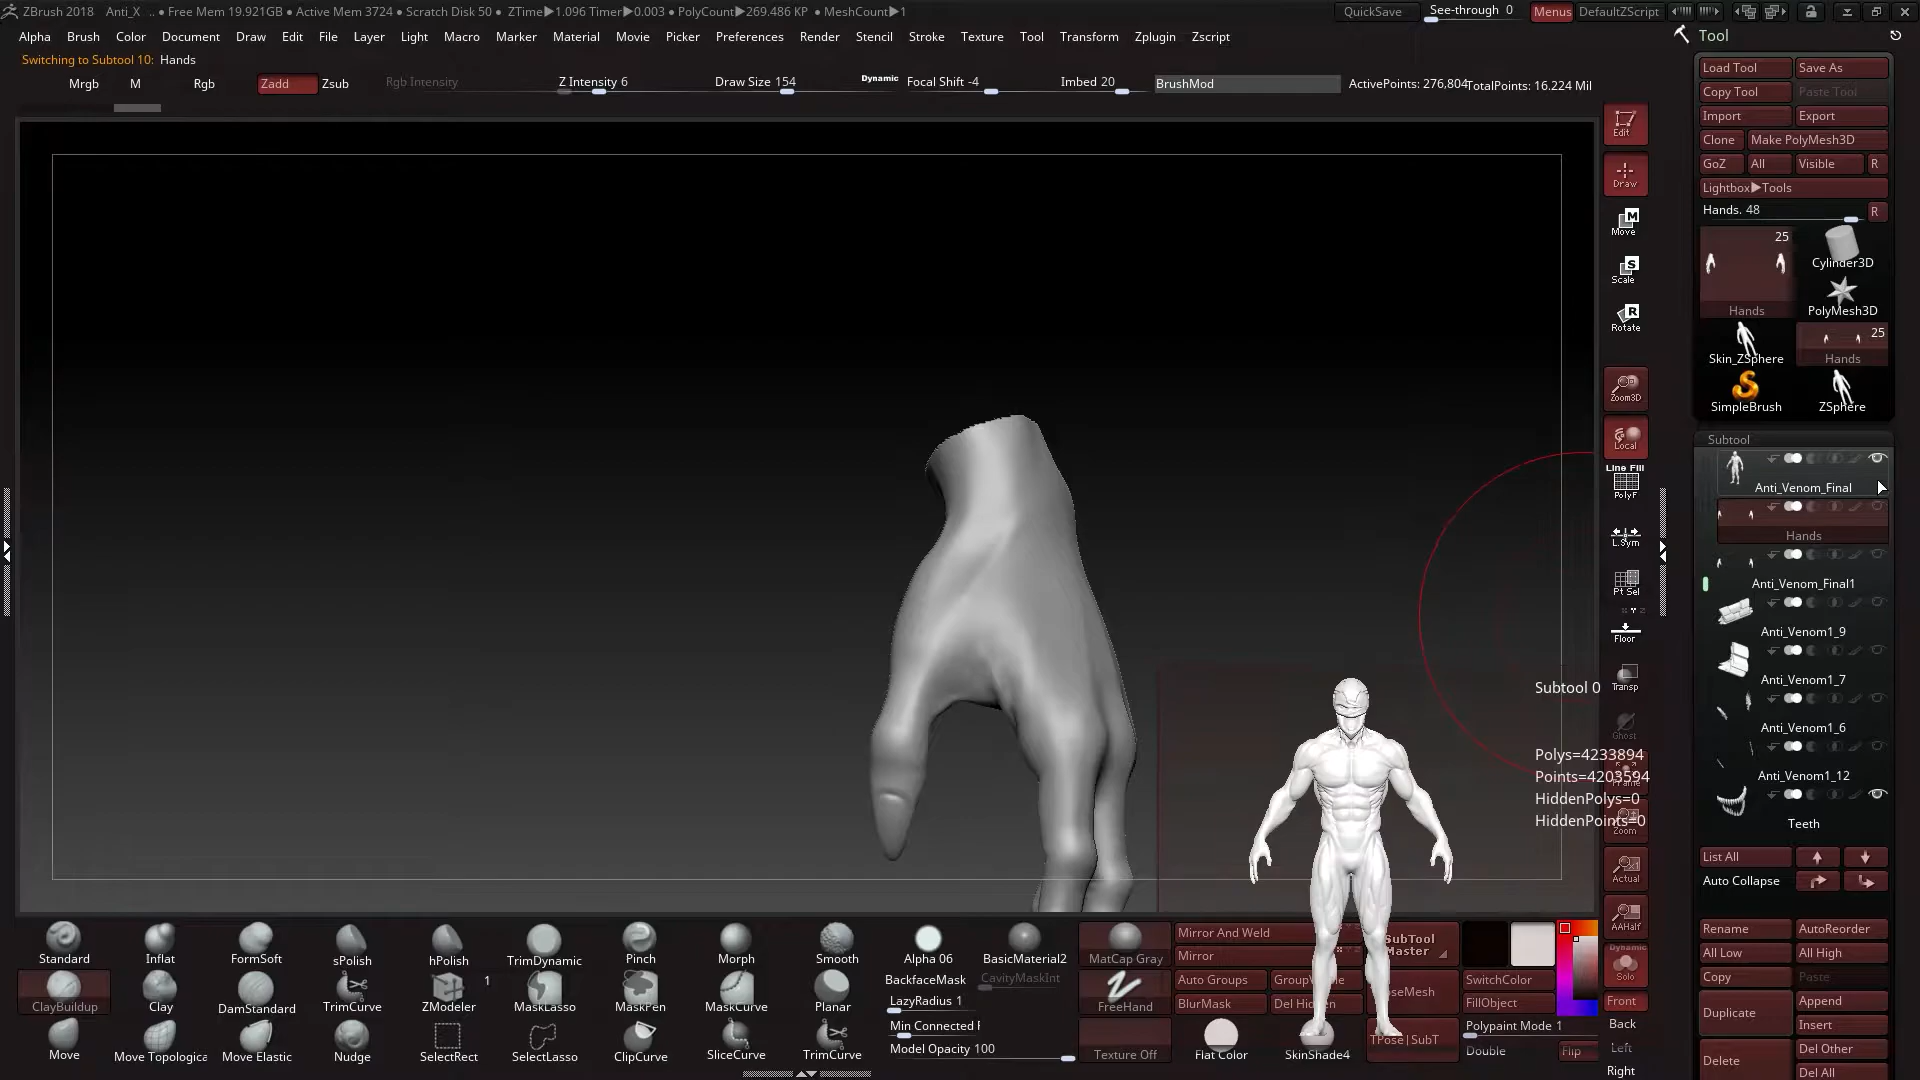 ZBrush 2018 Anti_X .. • Free Mem 19.921GB • Active Mem 3724 • Scratch Disk 50 • ZTime▶1.096 Timer▶0.003 • PolyCount▶269.486 KP • MeshCount▶1
QuickSave See-through 0 Menus DefaultZScript
Alpha Brush Color Document Draw Edit File Layer Light Macro Marker Material Movie Picker Preferences Render Stencil Stroke Texture Tool Transform Zplugin Zscript
Switching to Subtool 10: Hands
Mrgb M Rgb Zadd Zsub Rgb Intensity Z Intensity 6 Draw Size 154 Dynamic Focal Shift -4 Imbed 20 BrushMod ActivePoints: 276,804 TotalPoints: 16.224 Mil
Edit
Draw
M
Move
S
Scale
R
Rotate
Zoom3D
Local
Line Fill
PolyF
L.Sym
Pt Sel
Floor
Transp
Ghost
Frame
Zoom
Actual
AAHalf
Dynamic
Solo
Front
Back
Left
Right
Tool
Load Tool Save As
Copy Tool Paste Tool
Import Export
Clone Make PolyMesh3D
GoZ All Visible R
Lightbox▶Tools
Hands. 48 R
25
Hands
Cylinder3D
PolyMesh3D
Skin_ZSphere
25
Hands
SimpleBrush
ZSphere
Subtool
Anti_Venom_Final
Hands
Anti_Venom_Final1
Anti_Venom1_9
Anti_Venom1_7
Anti_Venom1_6
Anti_Venom1_12
Teeth
List All
Auto Collapse
Rename AutoReorder
All Low All High
Copy Paste
Duplicate Append
Insert
Delete Del Other
Del All
Subtool 0
Polys=4233894
Points=4203594
HiddenPolys=0
HiddenPoints=0
Standard Inflat FormSoft sPolish hPolish TrimDynamic Pinch Morph Smooth Alpha 06 BasicMaterial2 MatCap Gray
ClayBuildup Clay DamStandard TrimCurve ZModeler 1 MaskLasso MaskPen MaskCurve Planar
Move Move Topologica Move Elastic Nudge SelectRect SelectLasso ClipCurve SliceCurve TrimCurve
BackfaceMask CavityMaskInt
LazyRadius 1
Min Connected P
Model Opacity 100
FreeHand
Texture Off
Mirror And Weld
Mirror
Auto Groups
BlurMask Del Hidden
Flat Color
SkinShade4
SubTool
Master
TPose|SubT
SwitchColor
FillObject
Polypaint Mode 1
Double Flip